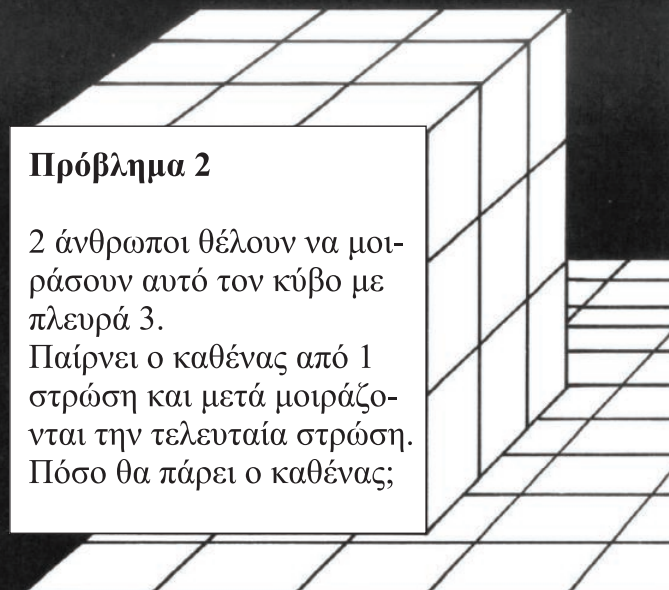 Πρόβλημα 2
2 άνθρωποι θέλουν να μοι-
ράσουν αυτό τον κύβο με
πλευρά 3.
Παίρνει ο καθένας από 1
στρώση και μετά μοιράζο-
νται την τελευταία στρώση.
Πόσο θα πάρει ο καθένας;